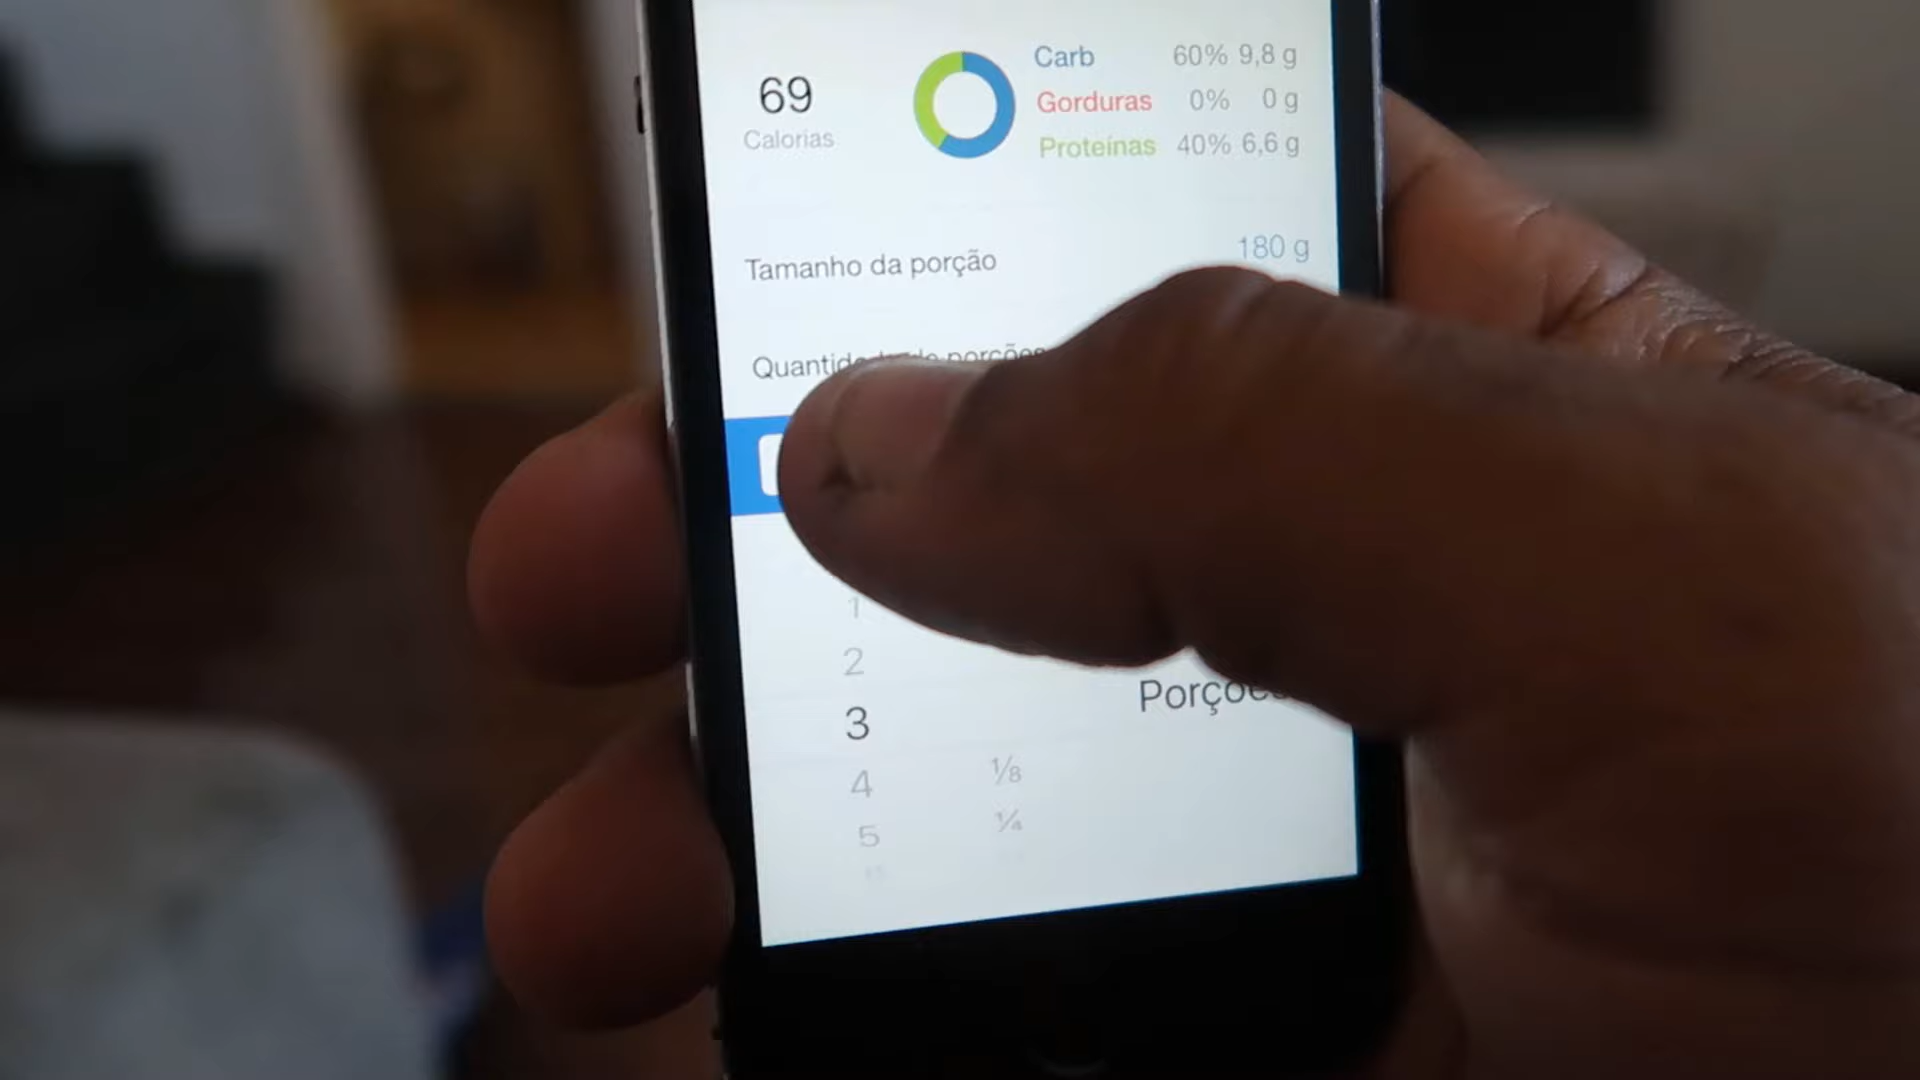 69
Calorias
Carb 60% 9,8 g
Gorduras 0% 0 g
Proteínas 40% 6,6 g
Tamanho da porção 180 g
1
2
3
4 ⅛
5 ¼